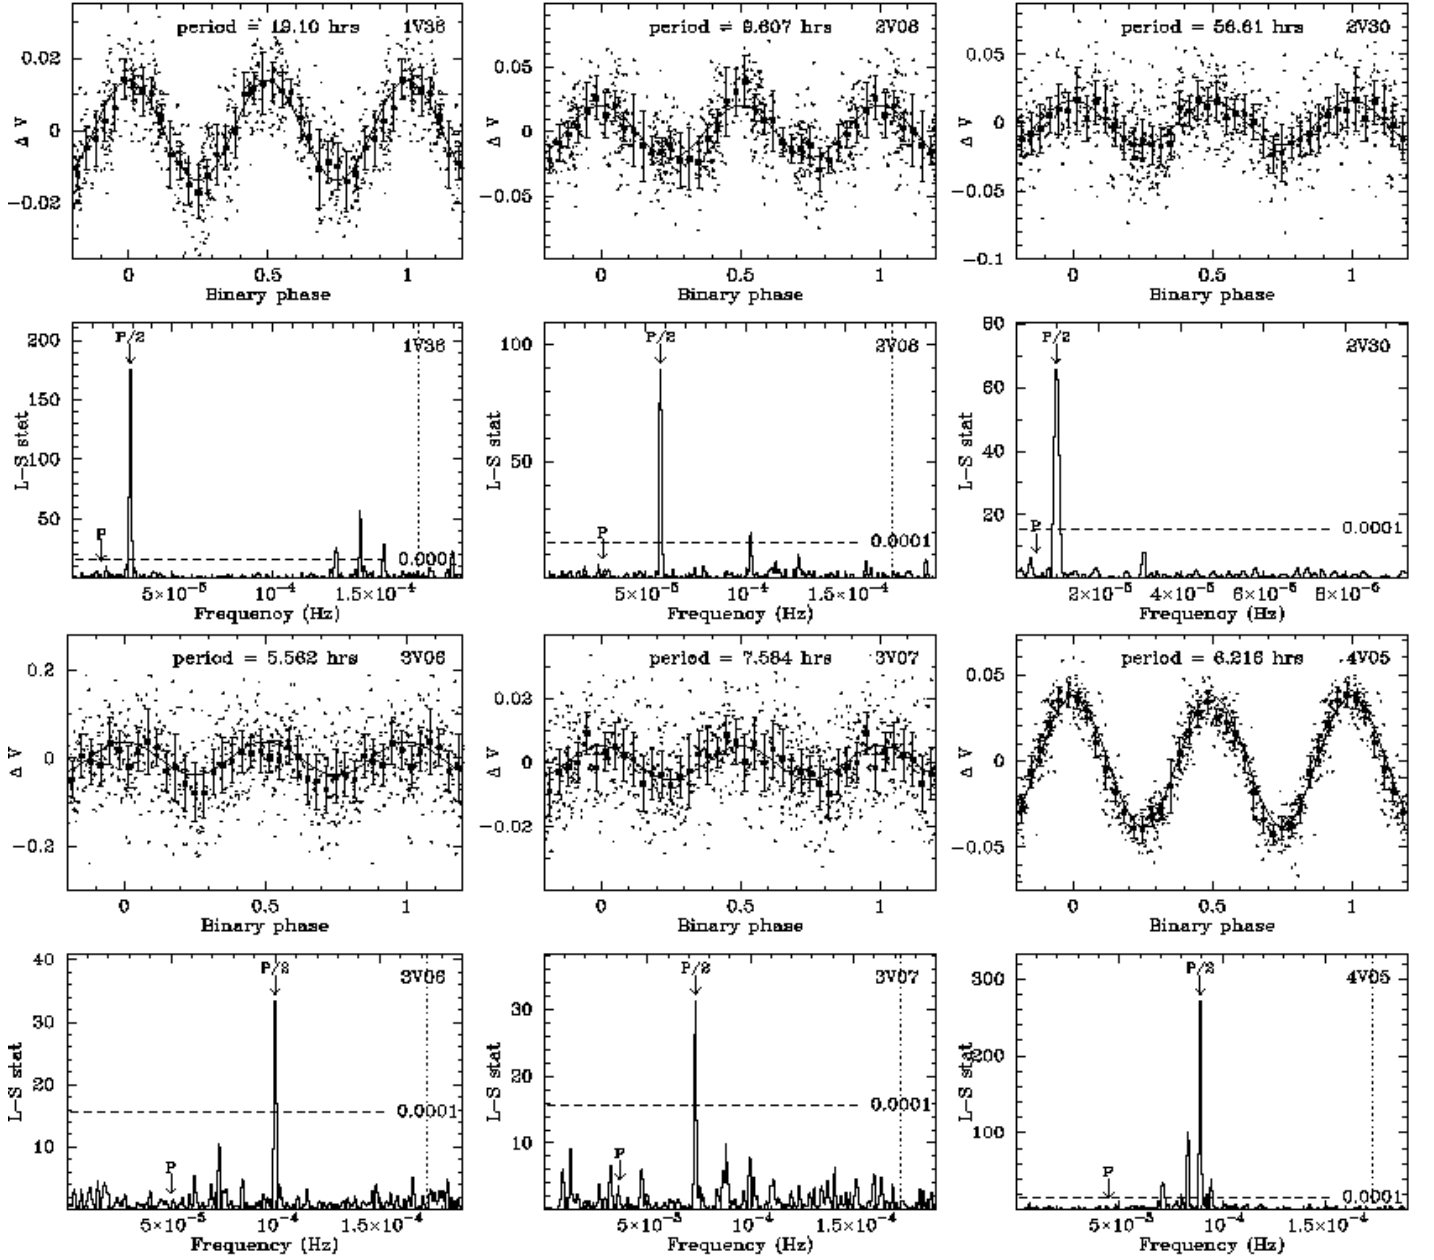 period = 19.10 hrs 1V36
0.02
0
−0.02
Δ V
0 0.5 1
Binary phase
period = 9.607 hrs 2V08
0.05
0
−0.05
Δ V
0 0.5 1
Binary phase
period = 56.61 hrs 2V30
0.05
0
−0.05
−0.1
Δ V
0 0.5 1
Binary phase
P/2
1V36
200
150
100
50
L−S stat
P
0.0001
5×10⁻⁵ 10⁻⁴ 1.5×10⁻⁴
Frequency (Hz)
P/2
2V08
100
50
L−S stat
P
0.0001
5×10⁻⁵ 10⁻⁴ 1.5×10⁻⁴
Frequency (Hz)
80
P/2
2V30
60
40
20
L−S stat
P
0.0001
2×10⁻⁵ 4×10⁻⁵ 6×10⁻⁵ 8×10⁻⁵
Frequency (Hz)
period = 5.562 hrs 3V06
0.2
0
−0.2
Δ V
0 0.5 1
Binary phase
period = 7.584 hrs 3V07
0.02
0
−0.02
Δ V
0 0.5 1
Binary phase
period = 6.216 hrs 4V05
0.05
0
−0.05
Δ V
0 0.5 1
Binary phase
40
P/2
3V06
30
20
10
L−S stat
0.0001
P
5×10⁻⁵ 10⁻⁴ 1.5×10⁻⁴
Frequency (Hz)
P/2
3V07
30
20
10
L−S stat
0.0001
P
5×10⁻⁵ 10⁻⁴ 1.5×10⁻⁴
Frequency (Hz)
P/2
4V05
300
200
100
L−S stat
P
0.0001
5×10⁻⁵ 10⁻⁴ 1.5×10⁻⁴
Frequency (Hz)